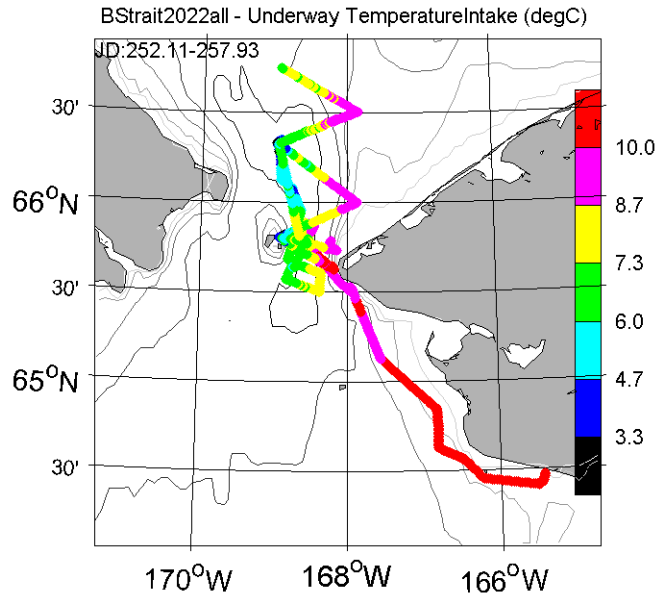 BStrait2022all - Underway TemperatureIntake (degC)
JD:252.11-257.93
30'
66°N
30'
65°N
30'
170°W
168°W
166°W
10.0
8.7
7.3
6.0
4.7
3.3